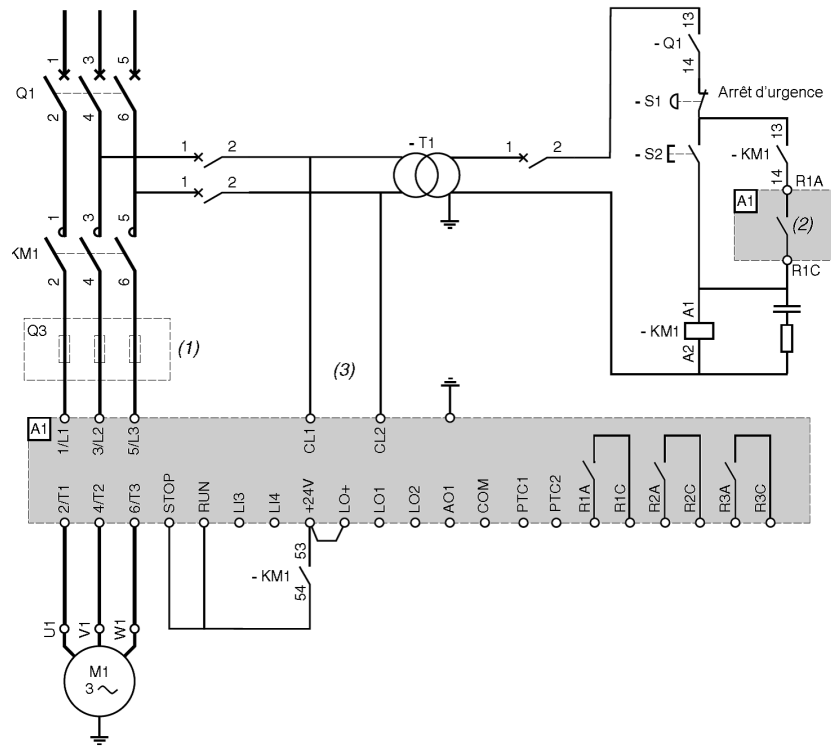 1 3 5
Q1
2 4 6
13
- Q1
14
- S1 Arrêt d'urgence
1 2 - T1 1 2
- S2
13
- KM1
14
R1A
1 2
A1
(2)
R1C
1 3 5
KM1
2 4 6
Q3
(1)
A1
- KM1
A2
(3)
A1
1/L1 3/L2 5/L3 CL1 CL2
2/T1 4/T2 6/T3 STOP RUN LI3 LI4 +24V LO+ LO1 LO2 AO1 COM PTC1 PTC2 R1A R1C R2A R2C R3A R3C
53
- KM1
54
U1 V1 W1
M1
3